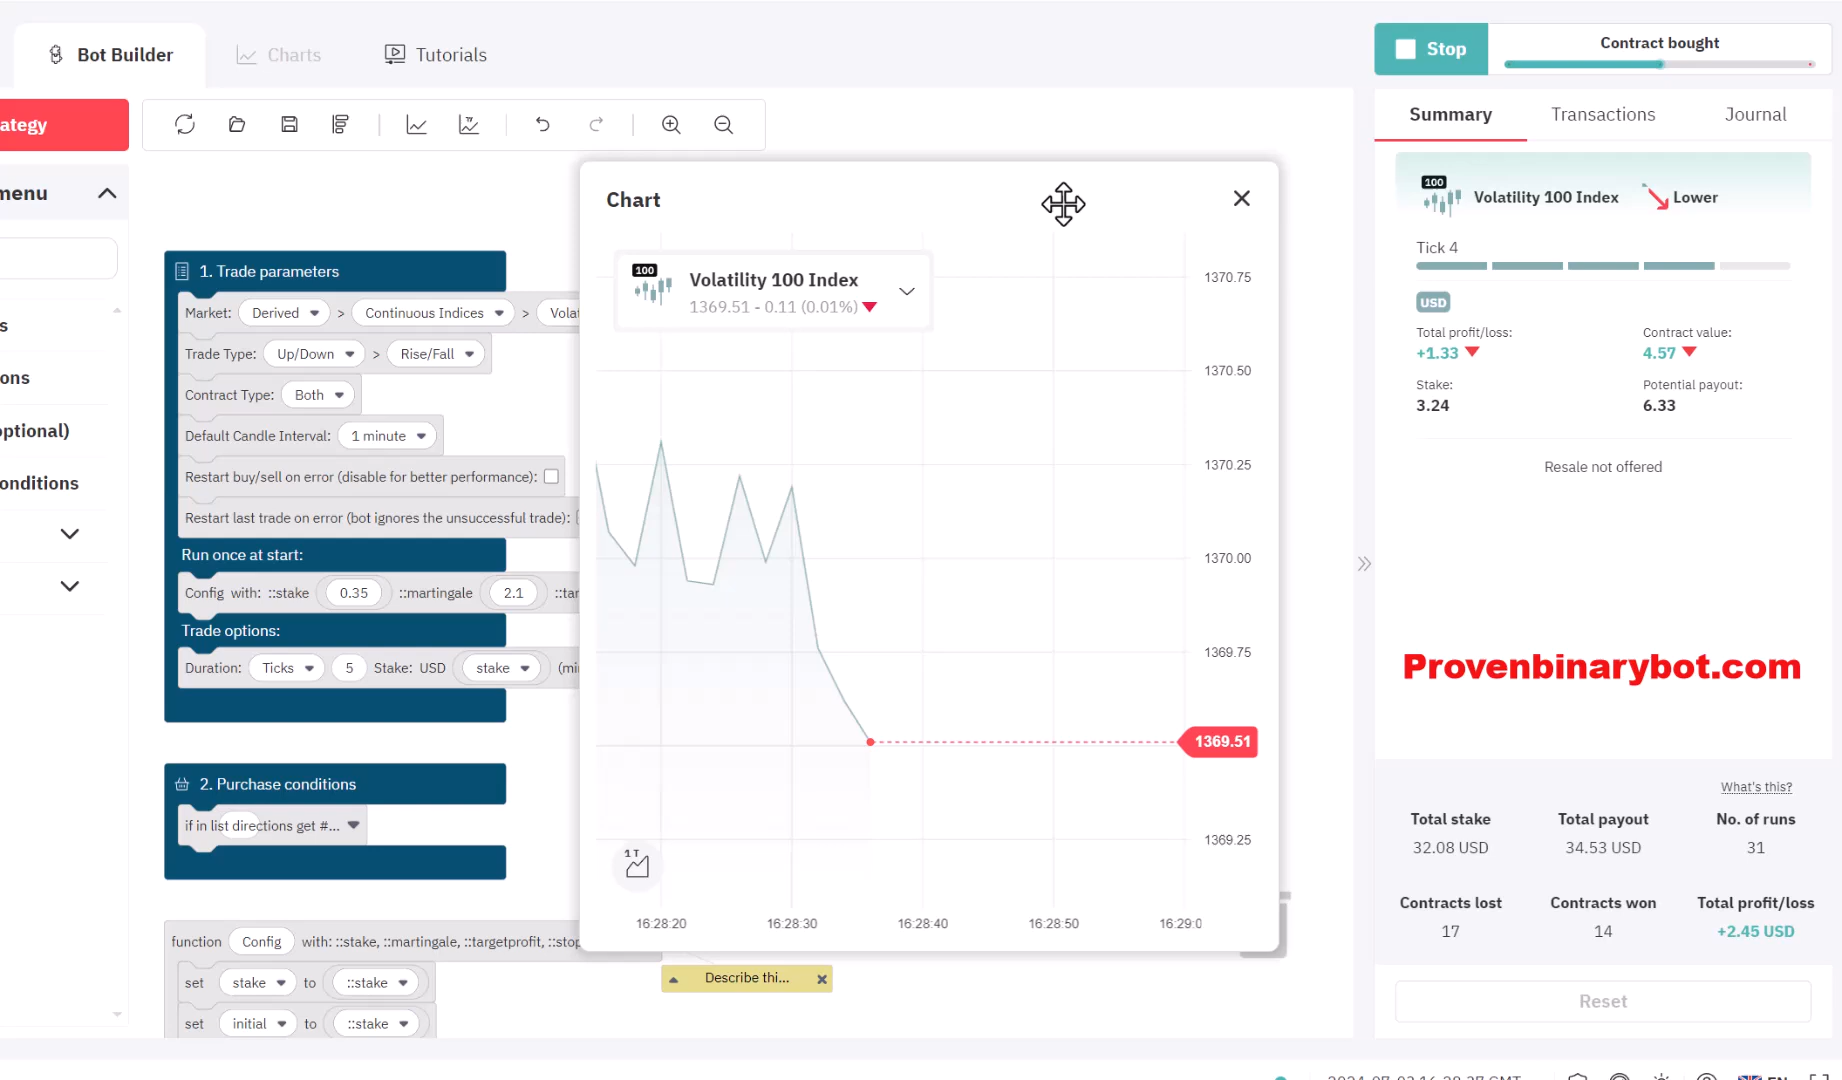 Bot Builder
Charts
Tutorials
Stop
Contract bought
ategy
menu
Summary
Transactions
Journal
Chart
100
Volatility 100 Index
Lower
Tick 4
USD
Total profit/loss:
Contract value:
+1.33
4.57
Stake:
Potential payout:
3.24
6.33
Resale not offered
1. Trade parameters
Market: Derived > Continuous Indices > Volat
Trade Type: Up/Down > Rise/Fall
Contract Type: Both
Default Candle Interval: 1 minute
Restart buy/sell on error (disable for better performance):
Restart last trade on error (bot ignores the unsuccessful trade):
Run once at start:
Config with: ::stake 0.35 ::martingale 2.1 ::tar
Trade options:
Duration: Ticks 5 Stake: USD stake (mi
2. Purchase conditions
if in list directions get #...
function Config with: ::stake, ::martingale, ::targetprofit, ::stop
set stake to ::stake
set initial to ::stake
s
ons
optional)
onditions
100
Volatility 100 Index
1369.51 - 0.11 (0.01%)
1370.75
1370.50
1370.25
1370.00
1369.75
1369.51
1369.25
1T
16:28:20
16:28:30
16:28:40
16:28:50
16:29:0
Describe thi...
Provenbinarybot.com
What's this?
Total stake
Total payout
No. of runs
32.08 USD
34.53 USD
31
Contracts lost
Contracts won
Total profit/loss
17
14
+2.45 USD
Reset